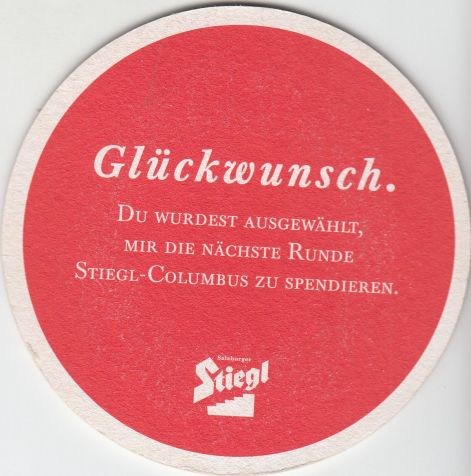 Glückwunsch.
Du wurdest ausgewählt,
mir die nächste Runde
Stiegl-Columbus zu spendieren.
Salzburger
Stiegl